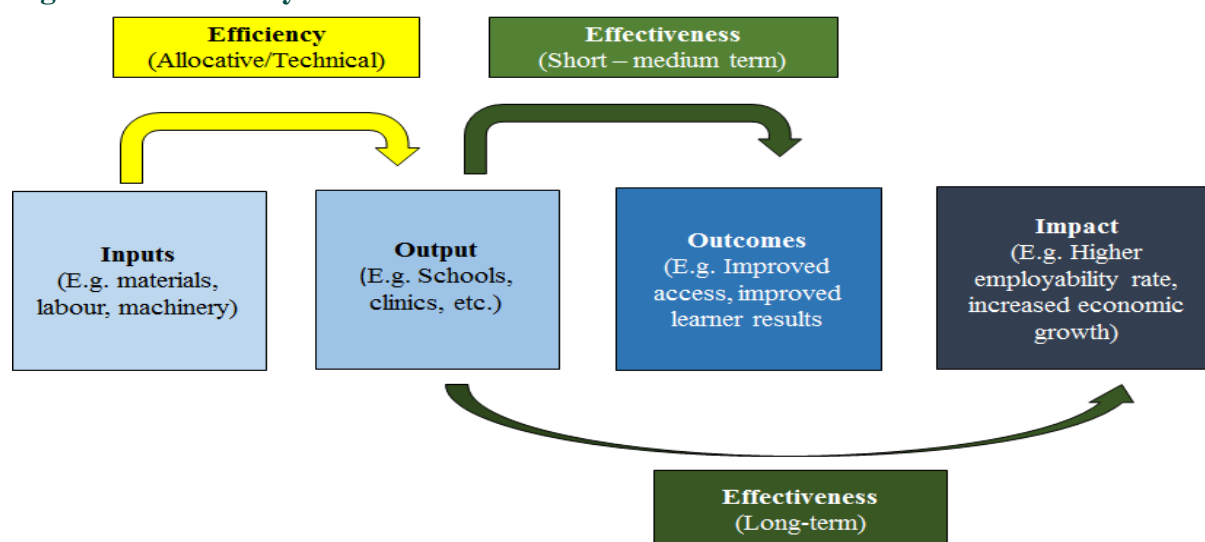 Efficiency
(Allocative/Technical)
Effectiveness
(Short – medium term)
Inputs
(E.g. materials,
labour, machinery)
Output
(E.g. Schools,
clinics, etc.)
Outcomes
(E.g. Improved
access, improved
learner results
Impact
(E.g. Higher
employability rate,
increased economic
growth)
Effectiveness
(Long-term)